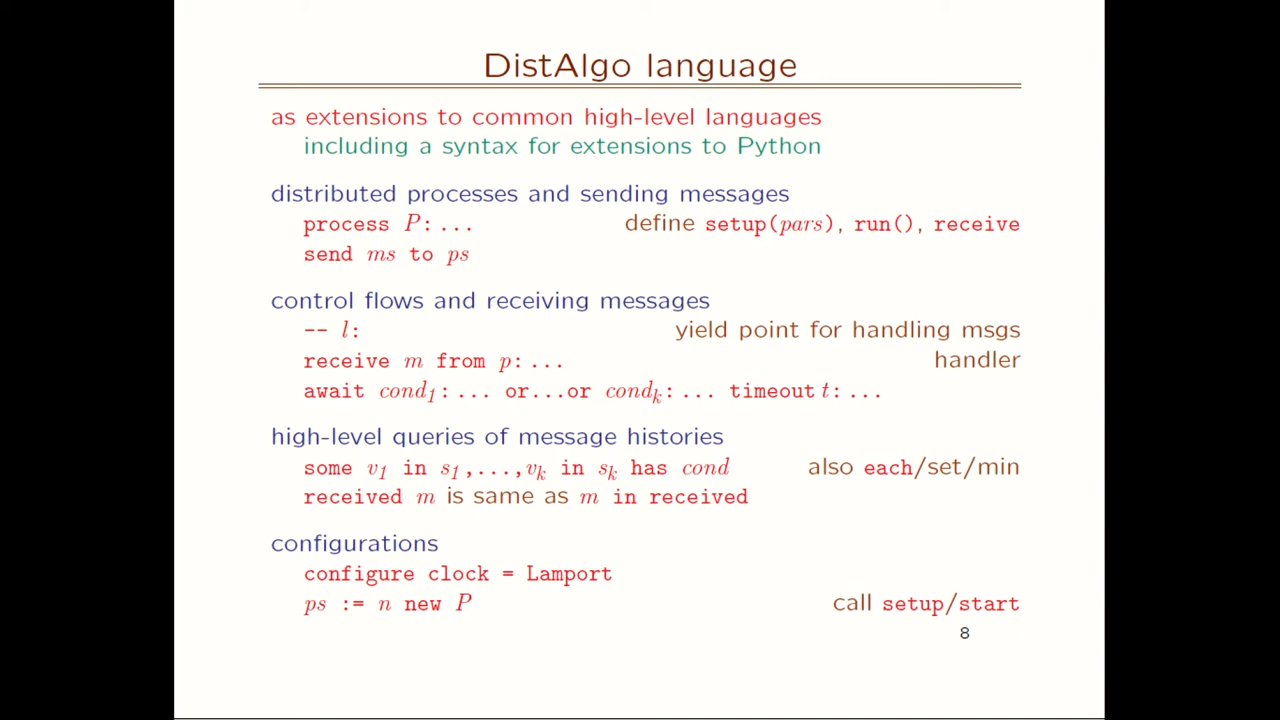 DistAlgo language
as extensions to common high-level languages
including a syntax for extensions to Python
distributed processes and sending messages
process P: ... define setup(pars), run(), receive
send ms to ps
control flows and receiving messages
-- l: yield point for handling msgs
receive m from p: ... handler
await cond1: ... or...or condk: ... timeout t: ...
high-level queries of message histories
some v1 in s1,...,vk in sk has cond also each/set/min
received m is same as m in received
configurations
configure clock = Lamport
ps := n new P call setup/start
8